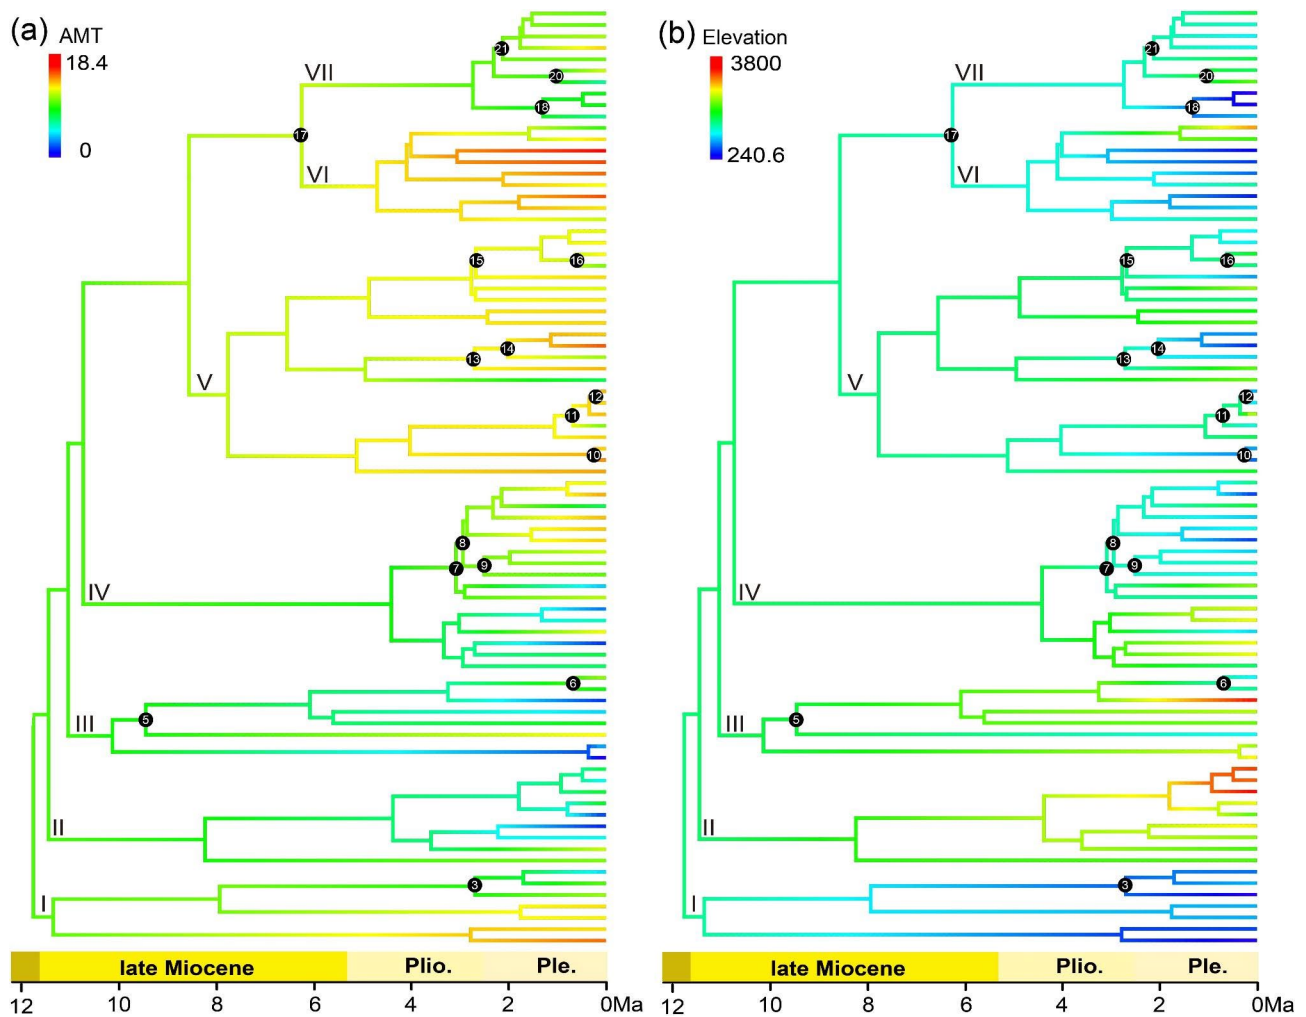 (a)
AMT
18.4
0
21
20
VII
18
17
VI
15
16
14
13
V
12
11
10
8
9
7
IV
6
5
III
II
3
I
late Miocene Plio. Ple.
12 10 8 6 4 2 0Ma
(b)
Elevation
3800
240.6
21
20
VII
18
17
VI
15
16
14
13
V
12
11
10
8
9
7
IV
6
5
III
II
3
I
late Miocene Plio. Ple.
12 10 8 6 4 2 0Ma